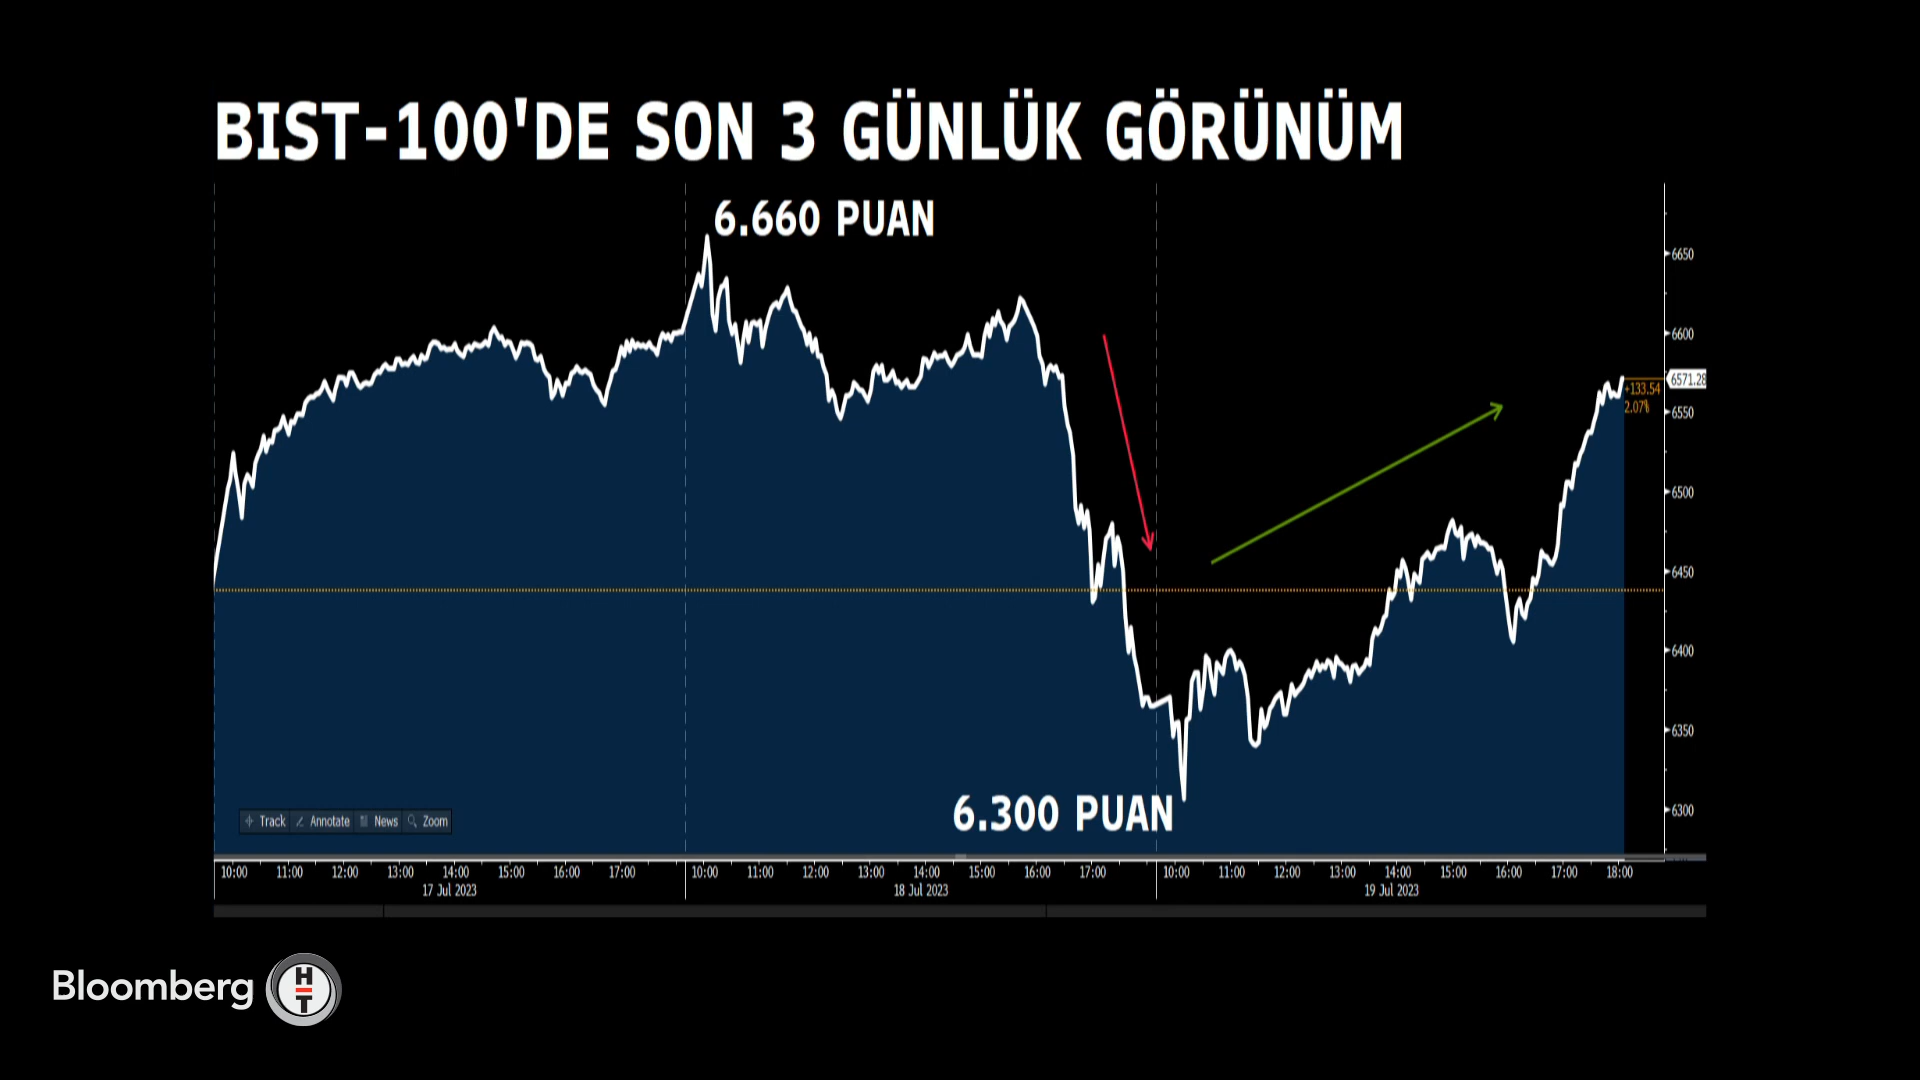 BIST-100'DE SON 3 GÜNLÜK GÖRÜNÜM
6.660 PUAN
6650
6600
6571.28
+133.54
2.07%
6550
6500
6450
6400
6350
6300
6.300 PUAN
Track Annotate News Zoom
10:00 11:00 12:00 13:00 14:00 15:00 16:00 17:00 10:00 11:00 12:00 13:00 14:00 15:00 16:00 17:00 10:00 11:00 12:00 13:00 14:00 15:00 16:00 17:00 18:00
17 Jul 2023 18 Jul 2023 19 Jul 2023
Bloomberg HT